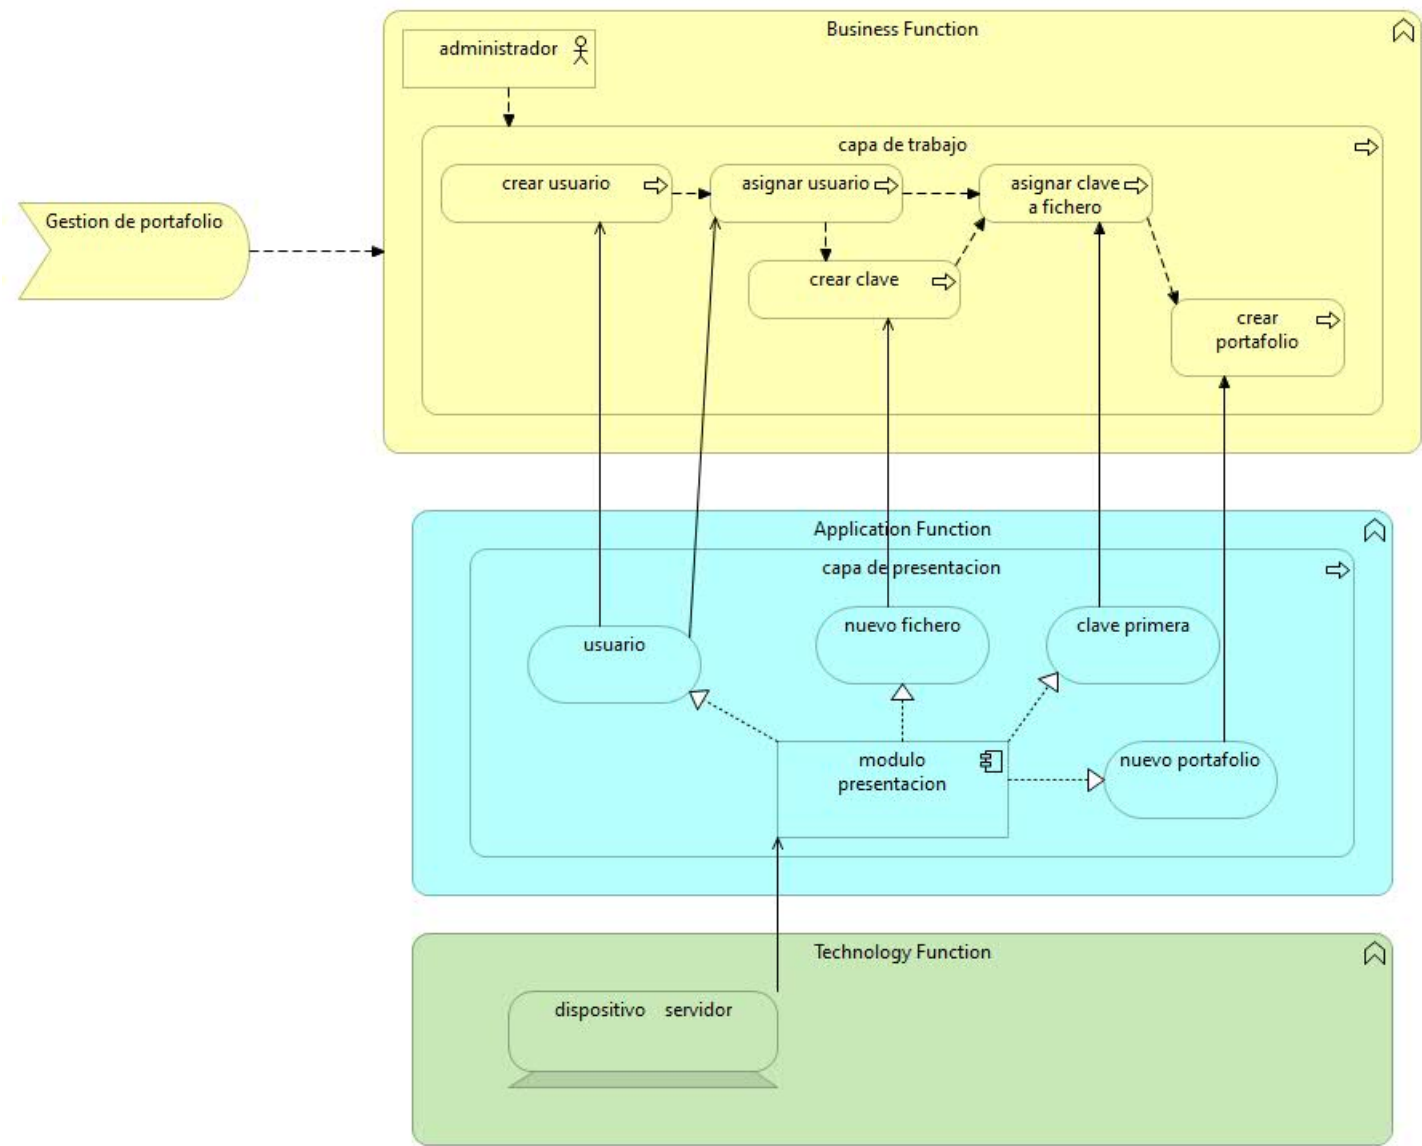 Business Function
administrador
capa de trabajo
crear usuario
asignar usuario
asignar clave
a fichero
Gestion de portafolio
crear clave
crear
portafolio
Application Function
capa de presentacion
usuario
nuevo fichero
clave primera
modulo
presentacion
nuevo portafolio
Technology Function
dispositivo servidor